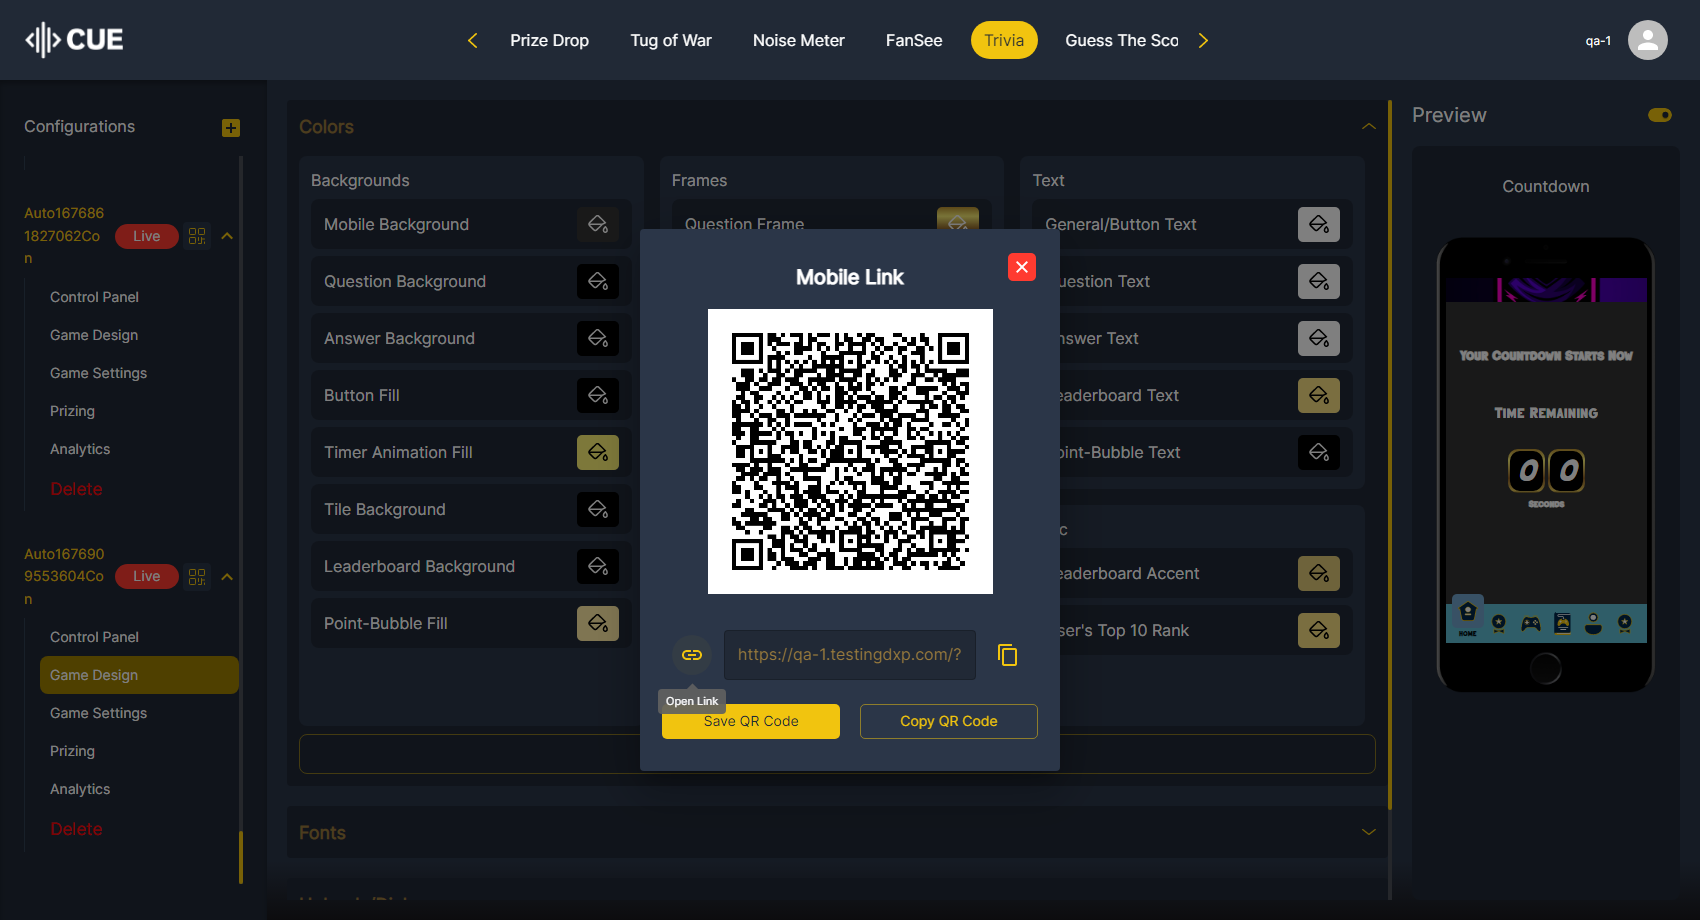 CUE
Prize Drop
Tug of War
Noise Meter
FanSee
Trivia
Guess The Sco
qa-1
Configurations
Auto167686
1827062Co
n
Live
Control Panel
Game Design
Game Settings
Prizing
Analytics
Delete
Auto167690
9553604Co
n
Live
Control Panel
Game Design
Game Settings
Prizing
Analytics
Delete
Colors
Backgrounds
Mobile Background
Question Background
Answer Background
Button Fill
Timer Animation Fill
Tile Background
Leaderboard Background
Point-Bubble Fill
Frames
Question Frame
Text
General/Button Text
uestion Text
nswer Text
eaderboard Text
oint-Bubble Text
c
eaderboard Accent
ser's Top 10 Rank
Mobile Link
https://qa-1.testingdxp.com/?
Open Link
Save QR Code
Copy QR Code
Fonts
Preview
Countdown
Your Countdown Starts Now
Time Remaining
00
Seconds
HOME